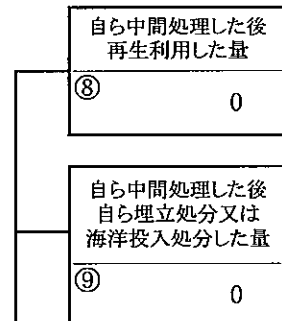 自ら中間処理した後
再生利用した量
⑧
0
自ら中間処理した後
自ら埋立処分又は
海洋投入処分した量
⑨
0